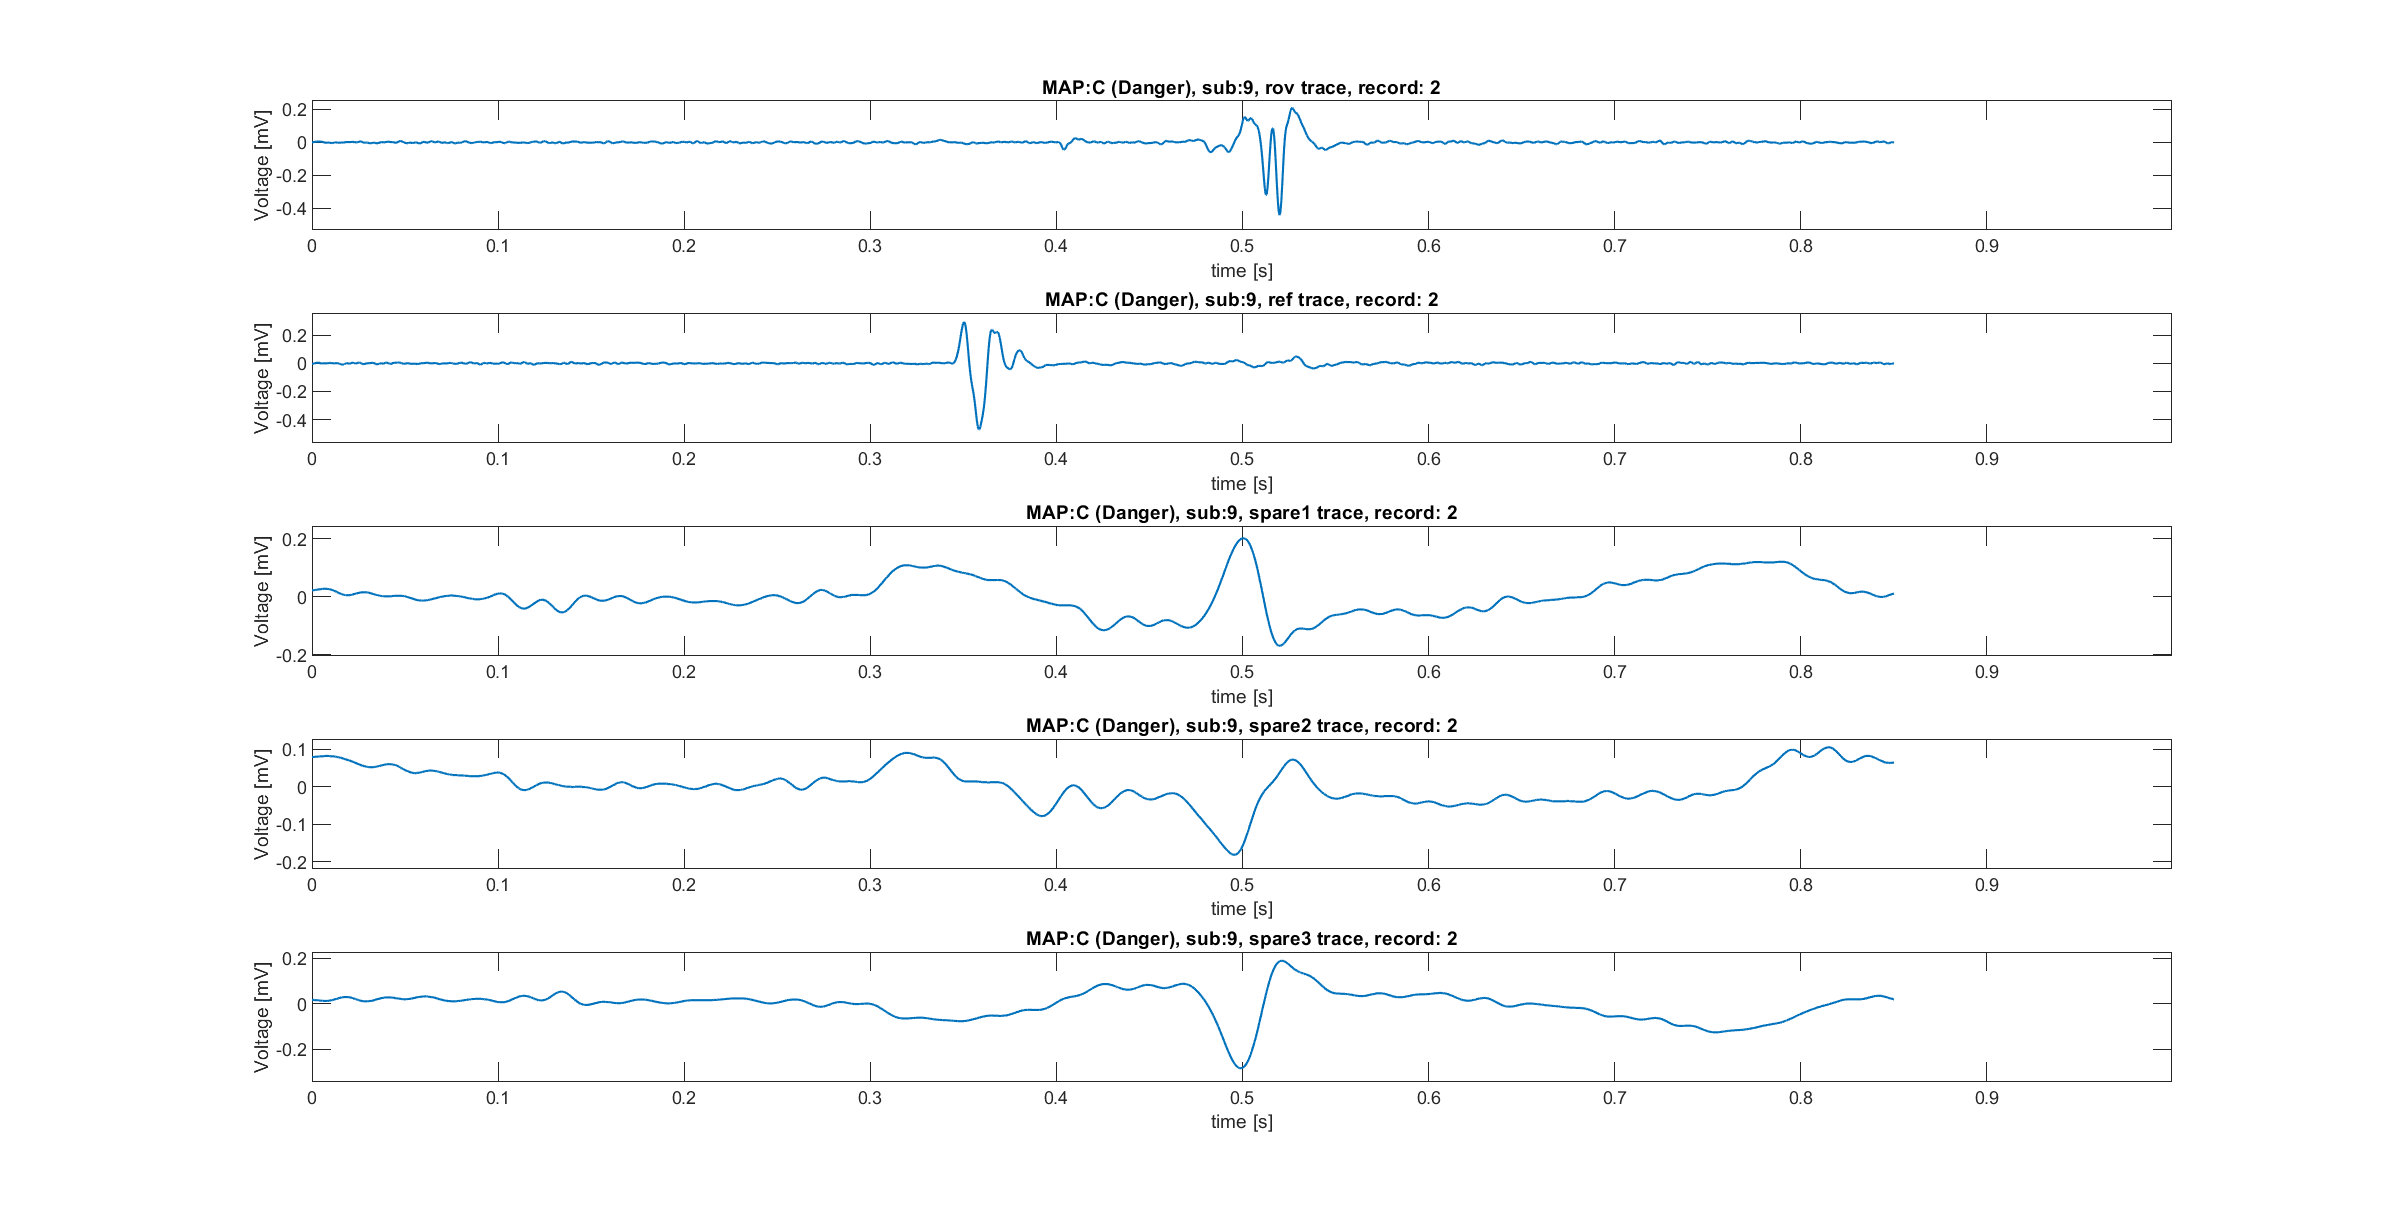 MAP:C (Danger), sub:9, rov trace, record: 2
Voltage [mV]
0.2
0
-0.2
-0.4
0 0.1 0.2 0.3 0.4 0.5 0.6 0.7 0.8 0.9
time [s]
MAP:C (Danger), sub:9, ref trace, record: 2
Voltage [mV]
0.2
0
-0.2
-0.4
0 0.1 0.2 0.3 0.4 0.5 0.6 0.7 0.8 0.9
time [s]
MAP:C (Danger), sub:9, spare1 trace, record: 2
Voltage [mV]
0.2
0
-0.2
0 0.1 0.2 0.3 0.4 0.5 0.6 0.7 0.8 0.9
time [s]
MAP:C (Danger), sub:9, spare2 trace, record: 2
Voltage [mV]
0.1
0
-0.1
-0.2
0 0.1 0.2 0.3 0.4 0.5 0.6 0.7 0.8 0.9
time [s]
MAP:C (Danger), sub:9, spare3 trace, record: 2
Voltage [mV]
0.2
0
-0.2
0 0.1 0.2 0.3 0.4 0.5 0.6 0.7 0.8 0.9
time [s]